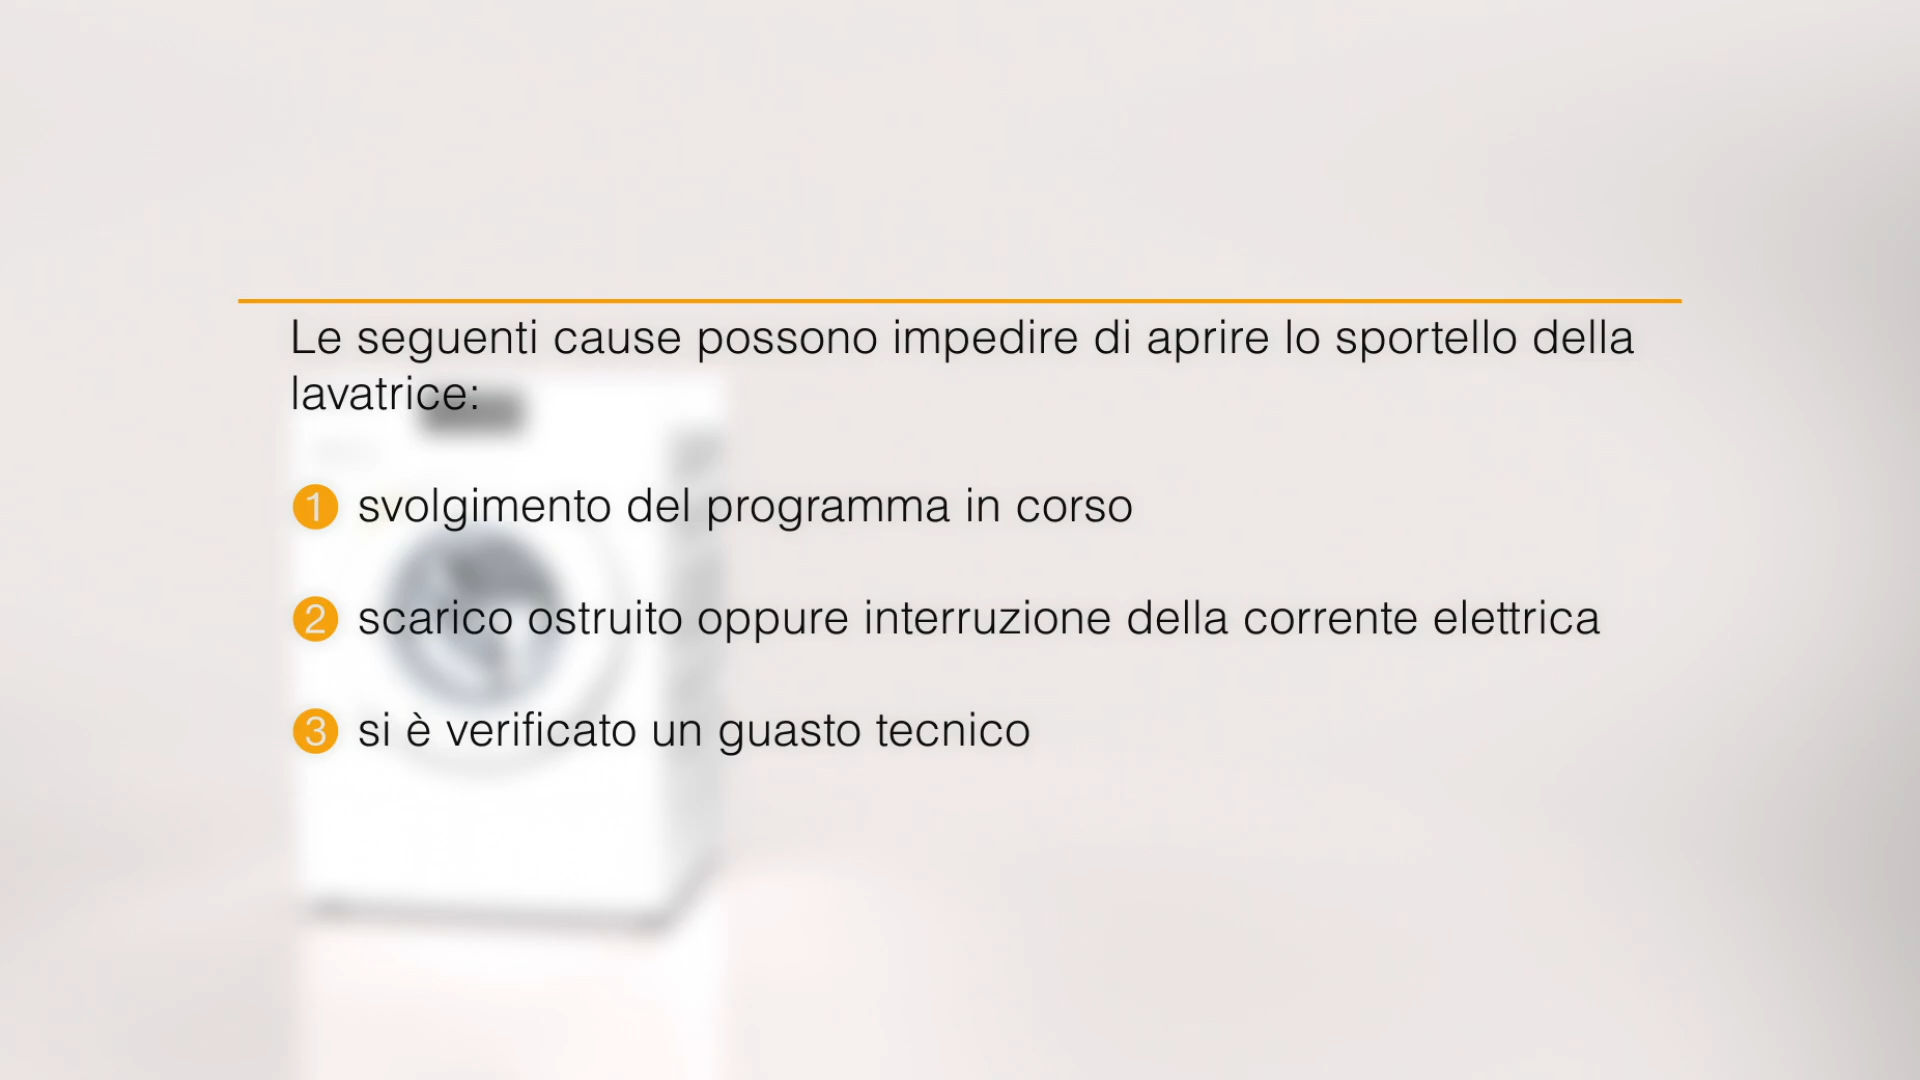 Le seguenti cause possono impedire di aprire lo sportello della
lavatrice:
1 svolgimento del programma in corso
2 scarico ostruito oppure interruzione della corrente elettrica
3 si è verificato un guasto tecnico